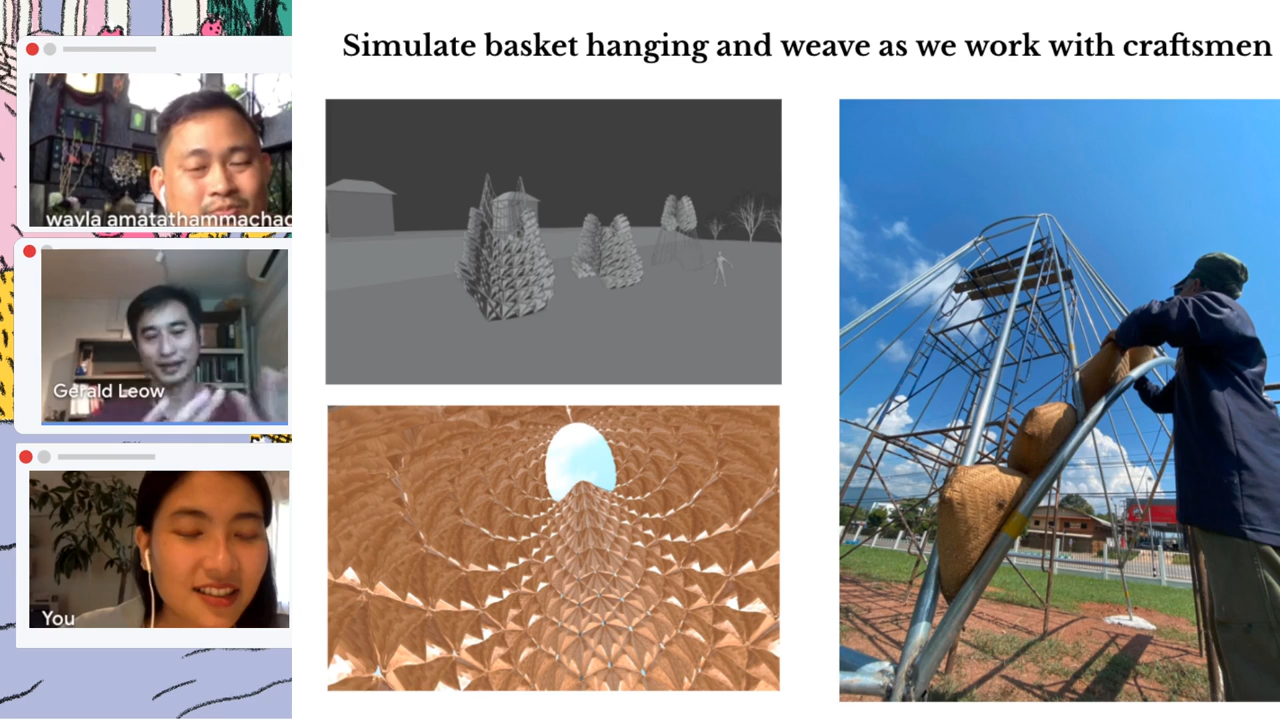 Simulate basket hanging and weave as we work with craftsmen
wayla amatathammachad
Gerald Leow
You